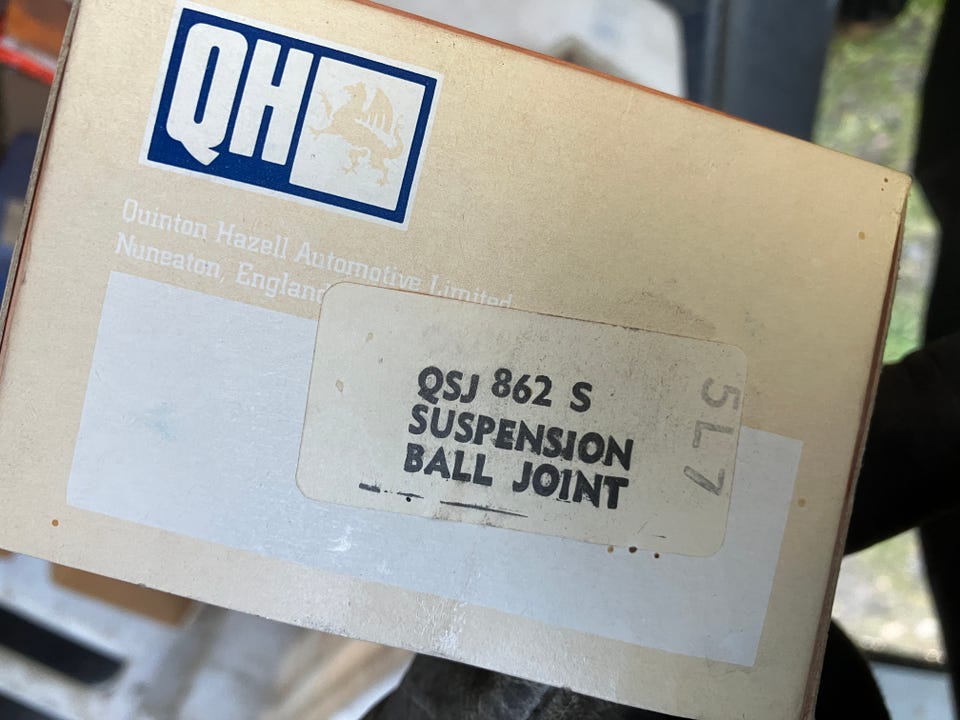 QH
Quinton Hazell Automotive Limited
Nuneaton, England
QSJ 862 S
SUSPENSION
BALL JOINT
5L7